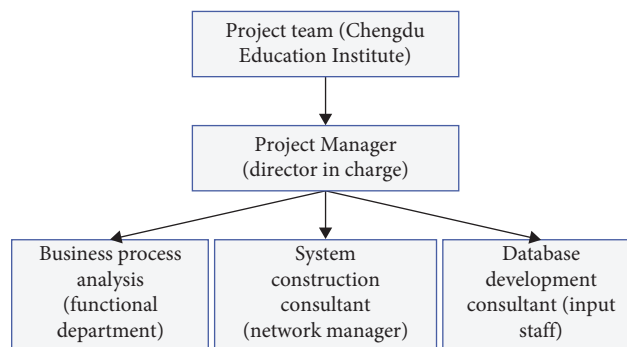 Project team (Chengdu
Education Institute)
Project Manager
(director in charge)
Business process
analysis
(functional
department)
System
construction
consultant
(network manager)
Database
development
consultant (input
staff)